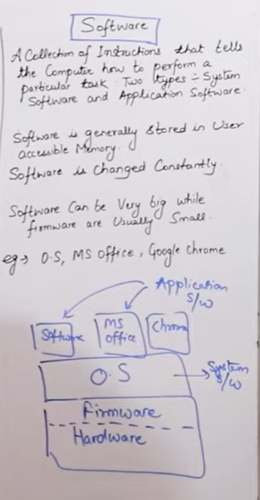 Software
A Collection of Instructions that tells
the Computer how to perform a
particular task. Two types :- System
Software and Application Software.
Software is generally stored in User
accessible Memory.
Software is changed Constantly.
Software Can be Very big while
firmware are Usually Small.
eg → O.S, MS Office, Google Chrome
Application
S/W
Software
MS
Office
Chrome
O.S
System
S/W
Firmware
Hardware